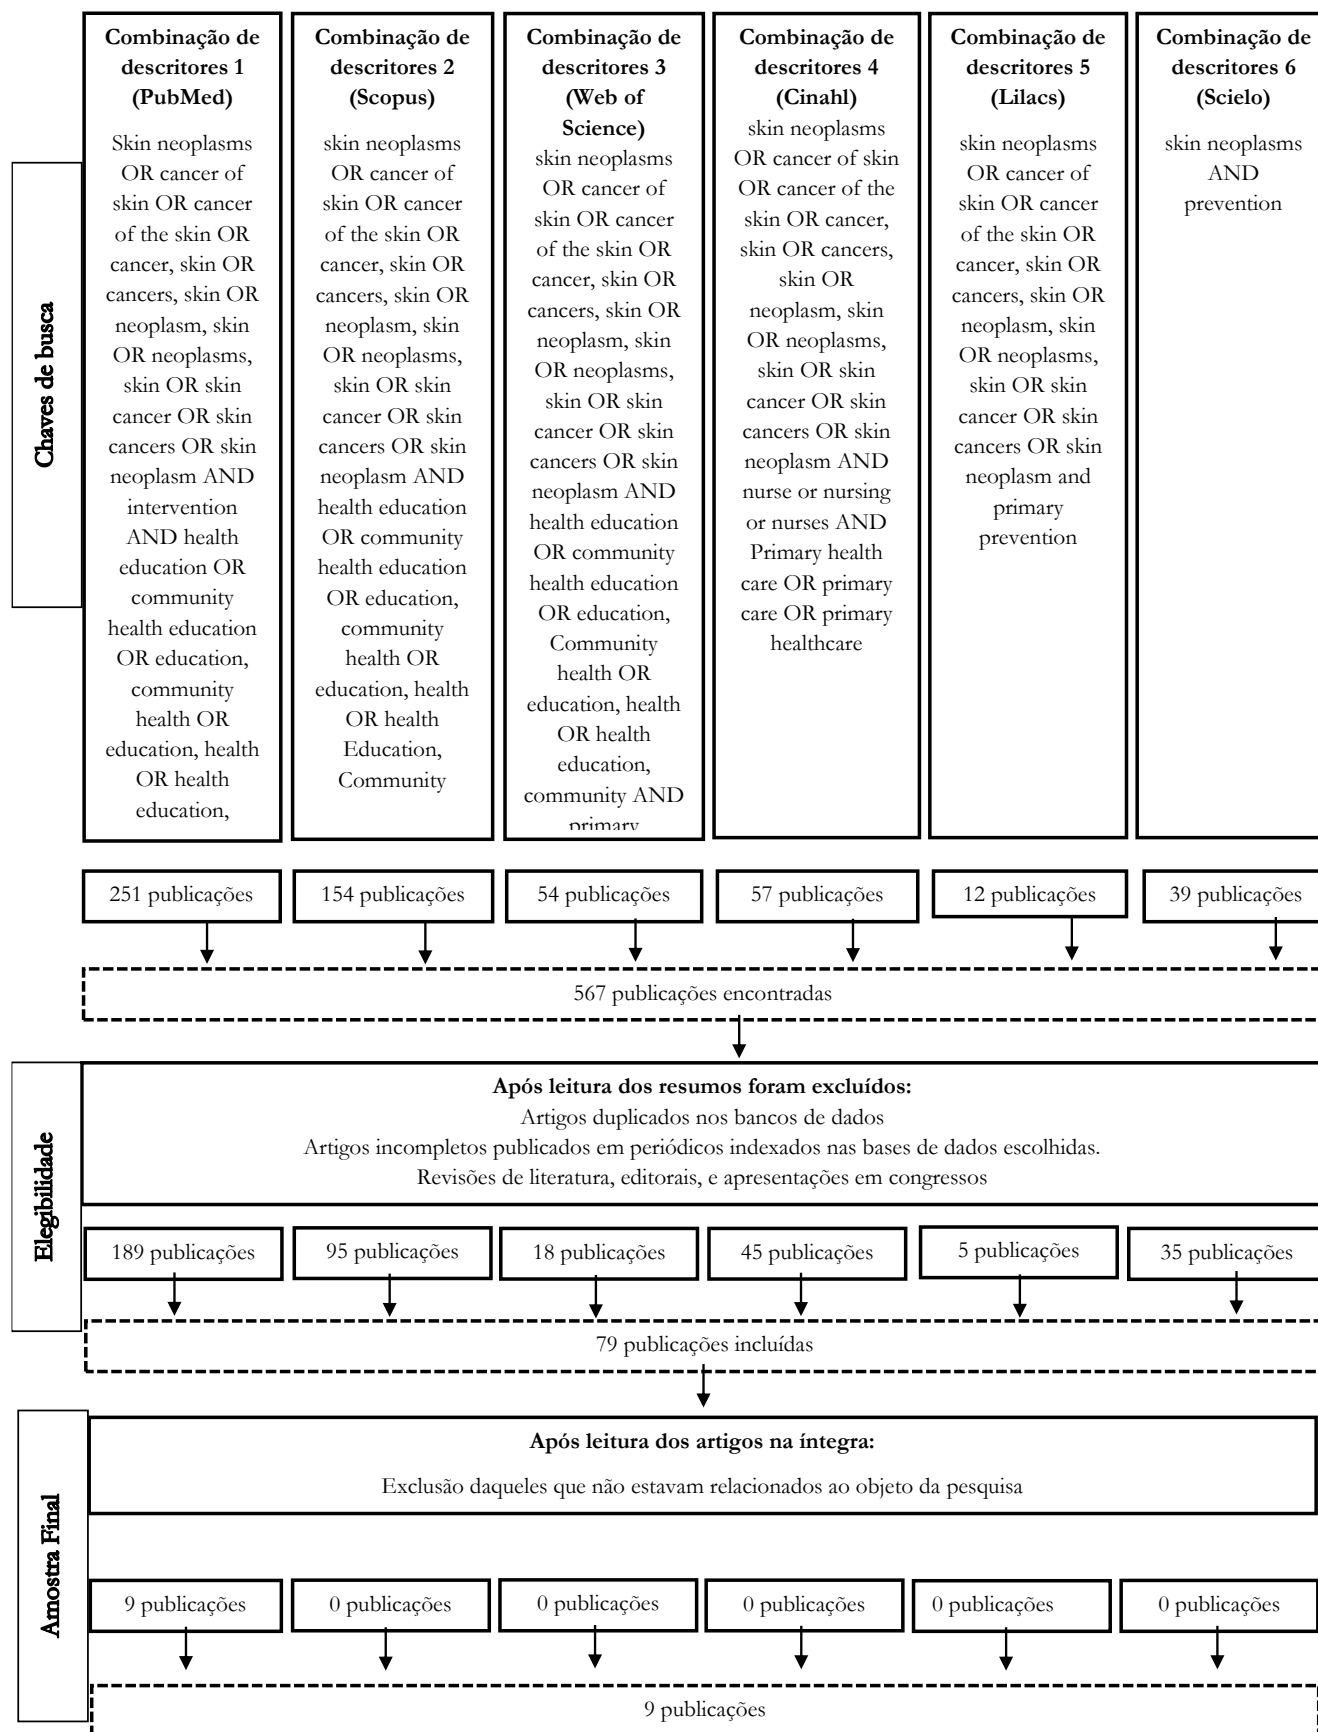 Combinação de
descritores 1
(PubMed)
Skin neoplasms
OR cancer of
skin OR cancer
of the skin OR
cancer, skin OR
cancers, skin OR
neoplasm, skin
OR neoplasms,
skin OR skin
cancer OR skin
cancers OR skin
neoplasm AND
intervention
AND health
education OR
community
health education
OR education,
community
health OR
education, health
OR health
education,
Combinação de
descritores 2
(Scopus)
skin neoplasms
OR cancer of
skin OR cancer
of the skin OR
cancer, skin OR
cancers, skin OR
neoplasm, skin
OR neoplasms,
skin OR skin
cancer OR skin
cancers OR skin
neoplasm AND
health education
OR community
health education
OR education,
community
health OR
education, health
OR health
Education,
Community
Combinação de
descritores 3
(Web of
Science)
skin neoplasms
OR cancer of
skin OR cancer
of the skin OR
cancer, skin OR
cancers, skin OR
neoplasm, skin
OR neoplasms,
skin OR skin
cancer OR skin
cancers OR skin
neoplasm AND
health education
OR community
health education
OR education,
Community
health OR
education, health
OR health
education,
community AND
primary
Combinação de
descritores 4
(Cinahl)
skin neoplasms
OR cancer of skin
OR cancer of the
skin OR cancer,
skin OR cancers,
skin OR
neoplasm, skin
OR neoplasms,
skin OR skin
cancer OR skin
cancers OR skin
neoplasm AND
nurse or nursing
or nurses AND
Primary health
care OR primary
care OR primary
healthcare
Combinação de
descritores 5
(Lilacs)
skin neoplasms
OR cancer of
skin OR cancer
of the skin OR
cancer, skin OR
cancers, skin OR
neoplasm, skin
OR neoplasms,
skin OR skin
cancer OR skin
cancers OR skin
neoplasm and
primary
prevention
Combinação de
descritores 6
(Scielo)
skin neoplasms
AND
prevention
Chaves de busca
251 publicações
154 publicações
54 publicações
57 publicações
12 publicações
39 publicações
567 publicações encontradas
Elegibilidade
Após leitura dos resumos foram excluídos:
Artigos duplicados nos bancos de dados
Artigos incompletos publicados em periódicos indexados nas bases de dados escolhidas.
Revisões de literatura, editorais, e apresentações em congressos
189 publicações
95 publicações
18 publicações
45 publicações
5 publicações
35 publicações
79 publicações incluídas
Amostra Final
Após leitura dos artigos na íntegra:
Exclusão daqueles que não estavam relacionados ao objeto da pesquisa
9 publicações
0 publicações
0 publicações
0 publicações
0 publicações
0 publicações
9 publicações